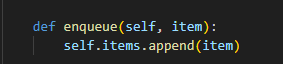 def enqueue(self, item):
    self.items.append(item)